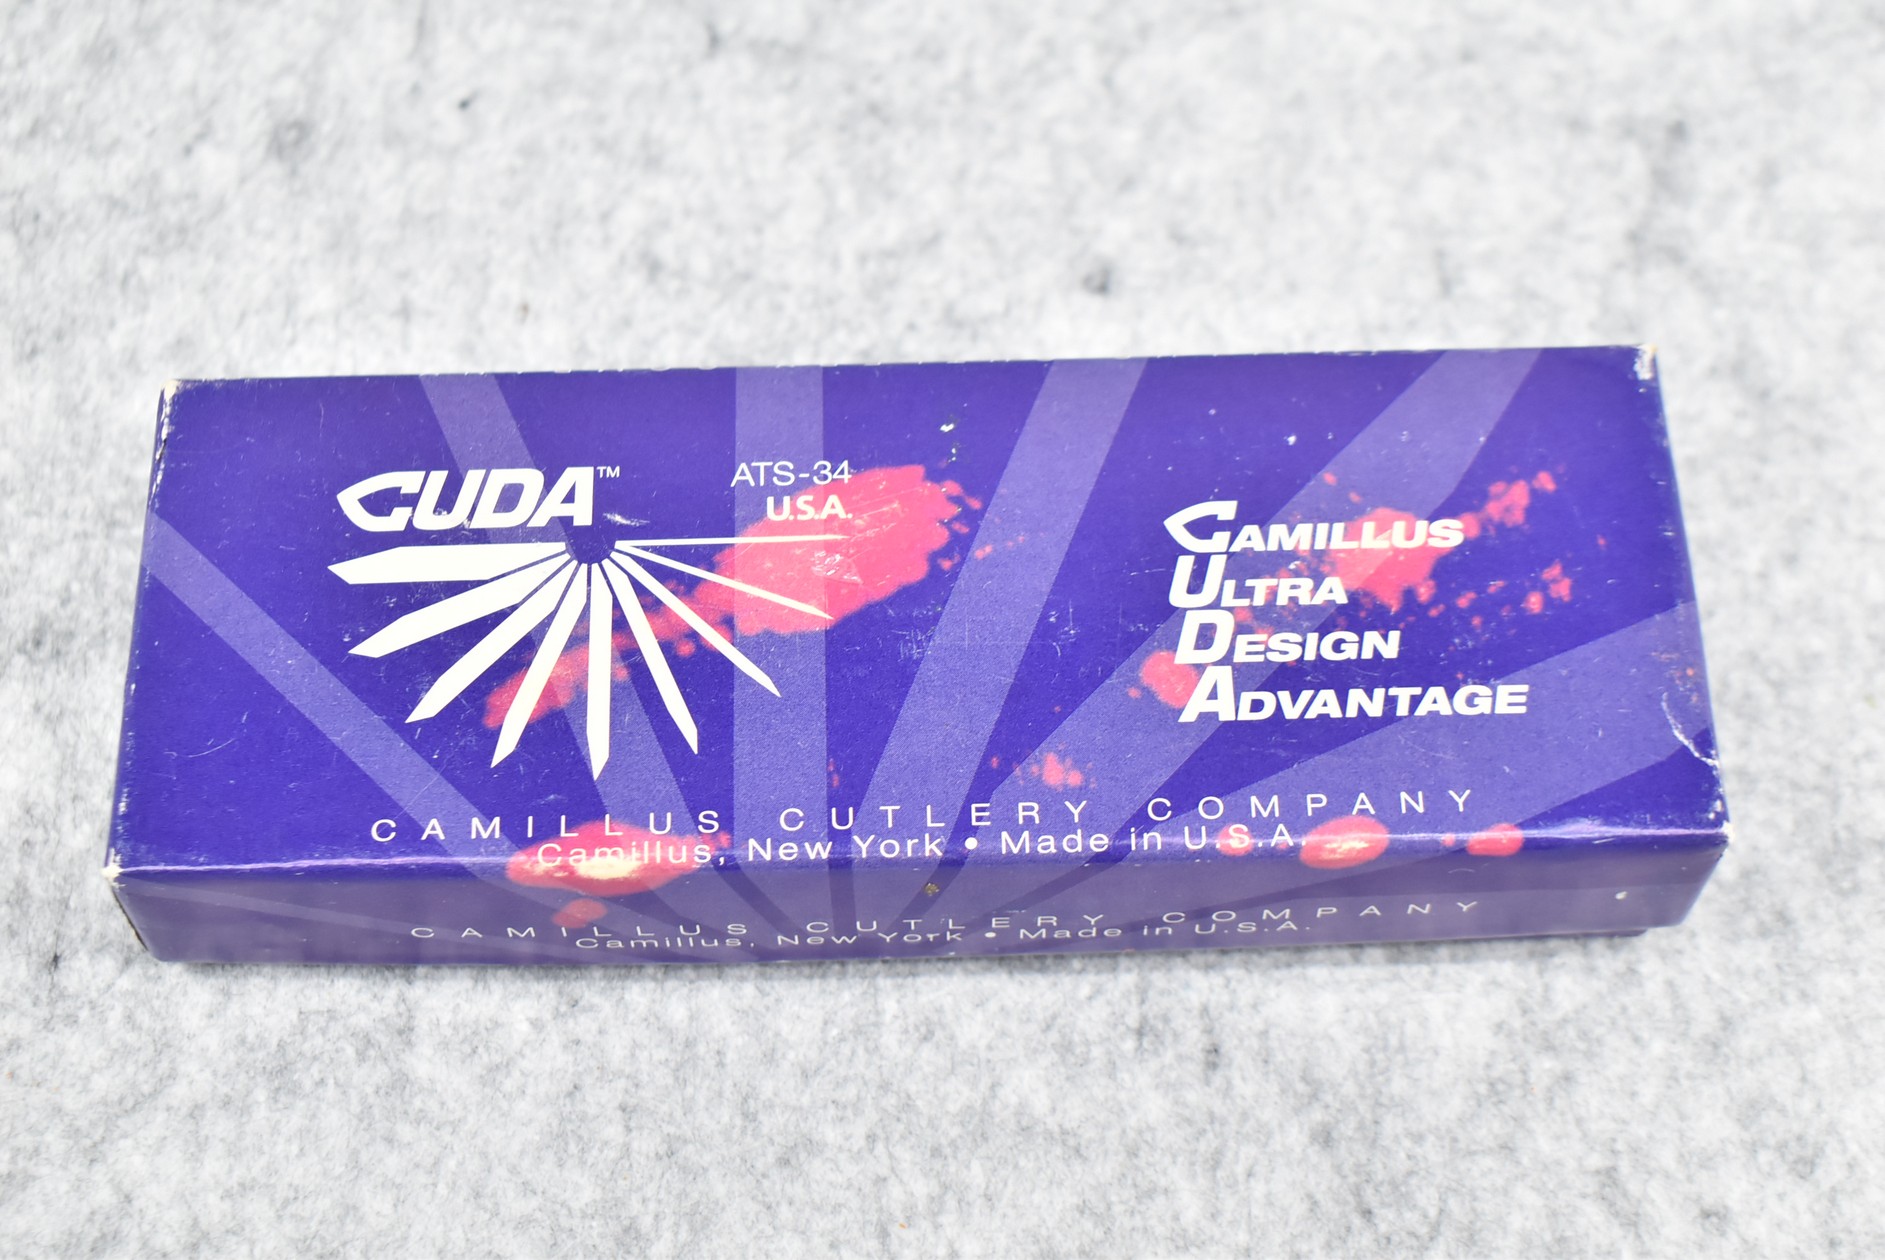 CUDA™
ATS-34
U.S.A.
CAMILLUS
ULTRA
DESIGN
ADVANTAGE
CAMILLUS CUTLERY COMPANY
Camillus, New York • Made in U.S.A.
CAMILLUS CUTLERY COMPANY
Camillus, New York • Made in U.S.A.